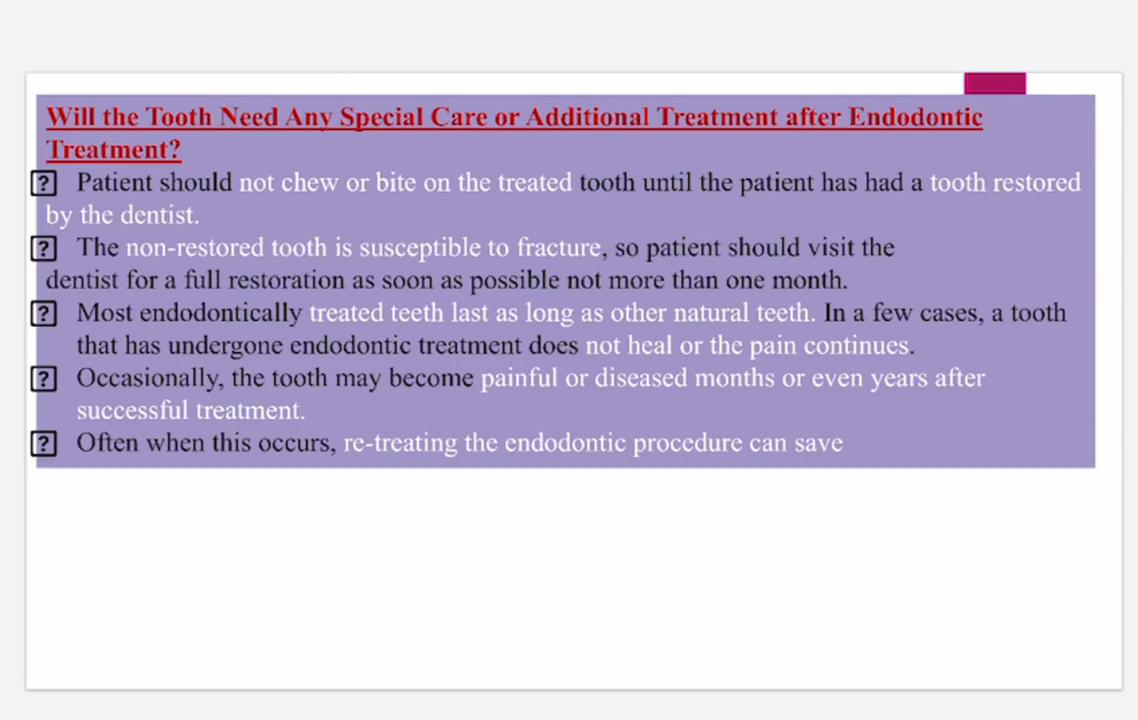 Will the Tooth Need Any Special Care or Additional Treatment after Endodontic
Treatment?
? Patient should not chew or bite on the treated tooth until the patient has had a tooth restored
by the dentist.
? The non-restored tooth is susceptible to fracture, so patient should visit the
dentist for a full restoration as soon as possible not more than one month.
? Most endodontically treated teeth last as long as other natural teeth. In a few cases, a tooth
that has undergone endodontic treatment does not heal or the pain continues.
? Occasionally, the tooth may become painful or diseased months or even years after
successful treatment.
? Often when this occurs, re-treating the endodontic procedure can save